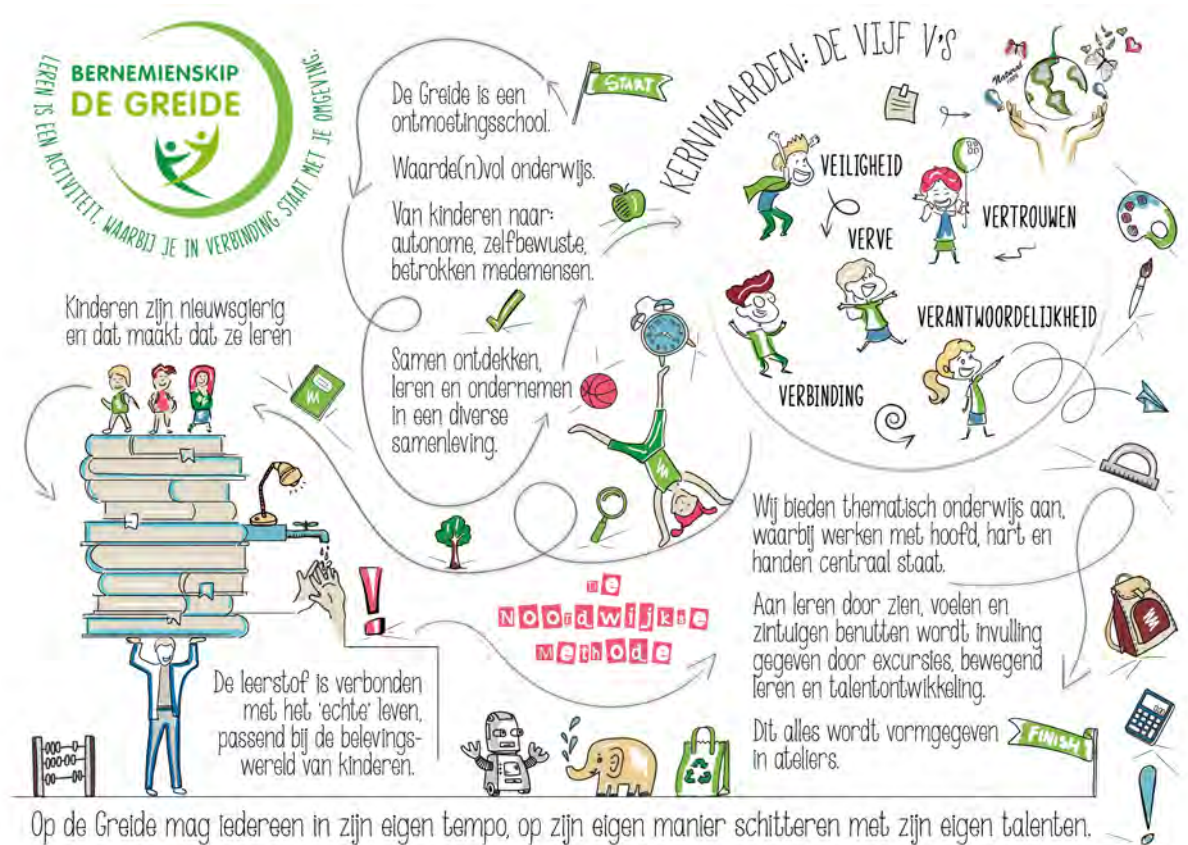 BERNEMIENSKIP
DE GREIDE
LEREN IS EEN ACTIVITEIT, WAARBIJ JE IN VERBINDING STAAT MET JE OMGEVING.
START
De Greide is een
ontmoetingsschool.
Waarde(n)vol onderwijs.
Van kinderen naar:
autonome, zelfbewuste,
betrokken medemensen.
Samen ontdekken,
leren en ondernemen
in een diverse
samenleving.
KERNWAARDEN: DE VIJF V'S
Natural
VEILIGHEID
VERTROUWEN
VERVE
VERANTWOORDELIJKHEID
VERBINDING
Kinderen zijn nieuwsgierig
en dat maakt dat ze leren
De leerstof is verbonden
met het 'echte' leven,
passend bij de belevings-
wereld van kinderen.
De
Noordwijkse
Methode
Wij bieden thematisch onderwijs aan,
waarbij werken met hoofd, hart en
handen centraal staat.
Aan leren door zien, voelen en
zintuigen benutten wordt invulling
gegeven door excursies, bewegend
leren en talentontwikkeling.
Dit alles wordt vormgegeven
in ateliers.
FINISH
Op de Greide mag iedereen in zijn eigen tempo, op zijn eigen manier schitteren met zijn eigen talenten.